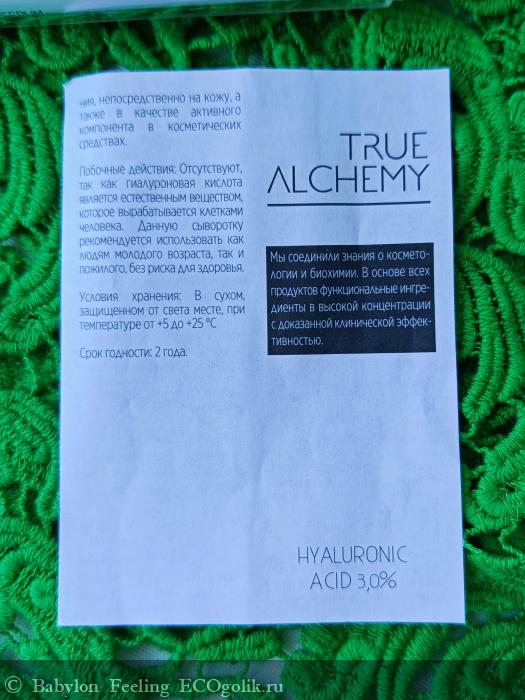 SERUM
ния, непосредственно на кожу, а
также в качестве активного
компонента в косметических
средствах.
Побочные действия: Отсутствуют,
так как гиалуроновая кислота
является естественным веществом,
которое вырабатывается клетками
человека. Данную сыворотку
рекомендуется использовать как
людям молодого возраста, так и
пожилого, без риска для здоровья.
Условия хранения: В сухом,
защищенном от света месте, при
температуре от +5 до +25 °C
Срок годности: 2 года.
TRUE
ALCHEMY
Мы соединили знания о космето-
логии и биохимии. В основе всех
продуктов функциональные ингре-
диенты в высокой концентрации
с доказанной клинической эффек-
тивностью.
HYALURONIC
ACID 3,0%
© Babylon Feeling ECOgolik.ru